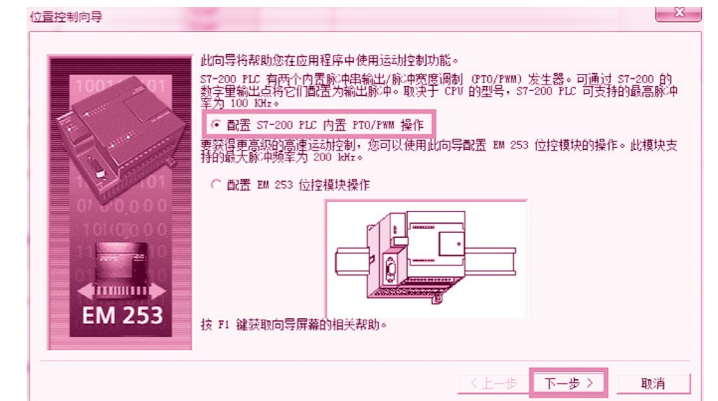 位置控制向导
此向导将帮助您在应用程序中使用运动控制功能。
S7-200 PLC 有两个内置脉冲串输出/脉冲宽度调制 (PTO/PWM) 发生器。可通过 S7-200 的
数字量输出点将它们配置为输出脉冲。取决于 CPU 的型号，S7-200 PLC 可支持的最高脉冲
率为 100 KHz。
配置 S7-200 PLC 内置 PTO/PWM 操作
要获得更高级的高速运动控制，您可以使用此向导配置 EM 253 位控模块的操作。此模块支
持的最大脉冲频率为 200 kHz。
配置 EM 253 位控模块操作
EM 253
按 F1 键获取向导屏幕的相关帮助。
<上一步
下一步 >
取消